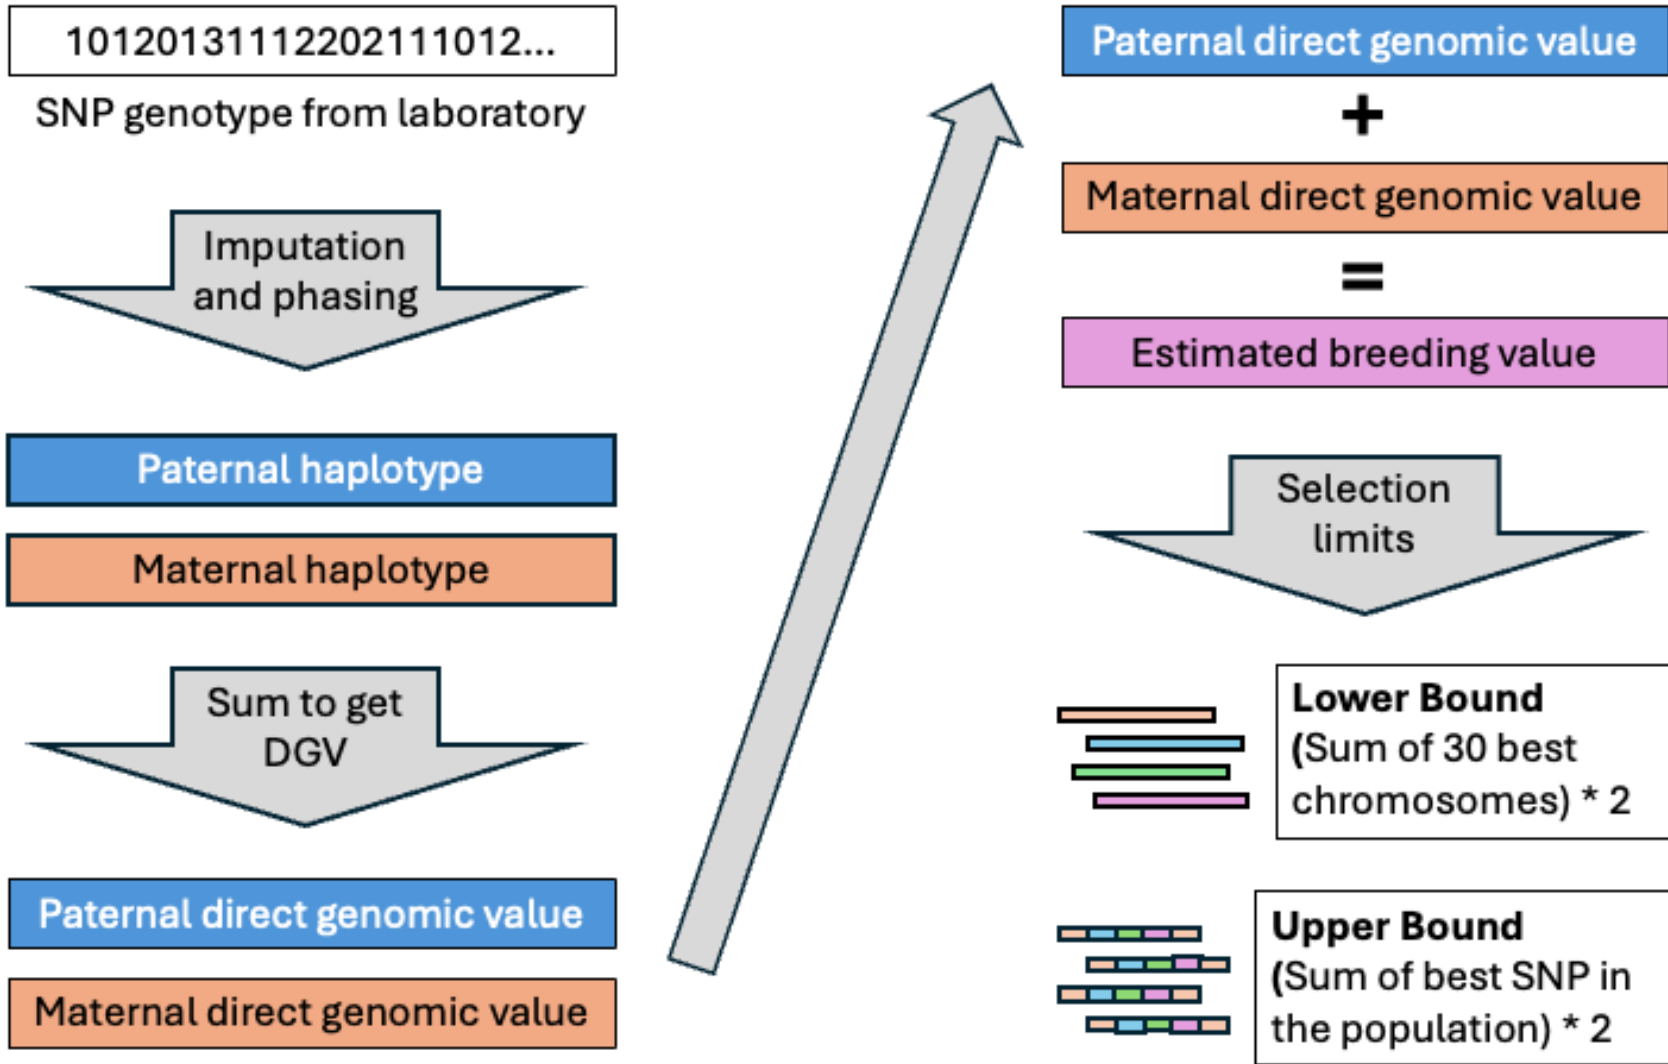 10120131112202111012...
SNP genotype from laboratory
Imputation
and phasing
Paternal haplotype
Maternal haplotype
Sum to get
DGV
Paternal direct genomic value
Maternal direct genomic value
Paternal direct genomic value
+
Maternal direct genomic value
=
Estimated breeding value
Selection
limits
Lower Bound
(Sum of 30 best
chromosomes) * 2
Upper Bound
(Sum of best SNP in
the population) * 2